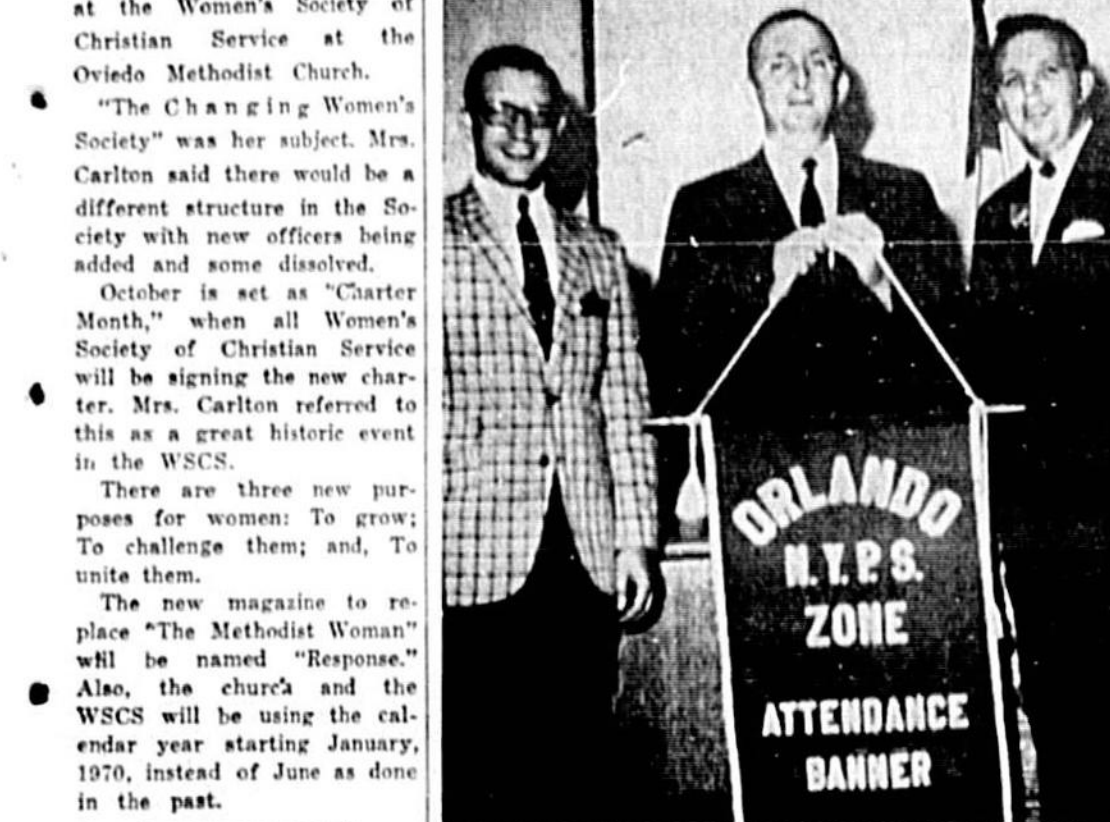 at the Women's Society of
Christian Service at the
Oviedo Methodist Church.
"The Changing Women's
Society" was her subject. Mrs.
Carlton said there would be a
different structure in the So-
ciety with new officers being
added and some dissolved.
October is set as "Charter
Month," when all Women's
Society of Christian Service
will be signing the new char-
ter. Mrs. Carlton referred to
this as a great historic event
in the WSCS.
There are three new pur-
poses for women: To grow;
To challenge them; and, To
unite them.
The new magazine to re-
place "The Methodist Woman"
will be named "Response."
Also, the church and the
WSCS will be using the cal-
endar year starting January,
1970, instead of June as done
in the past.
ORLANDO
N.Y.P.S.
ZONE
ATTENDANCE
BANNER